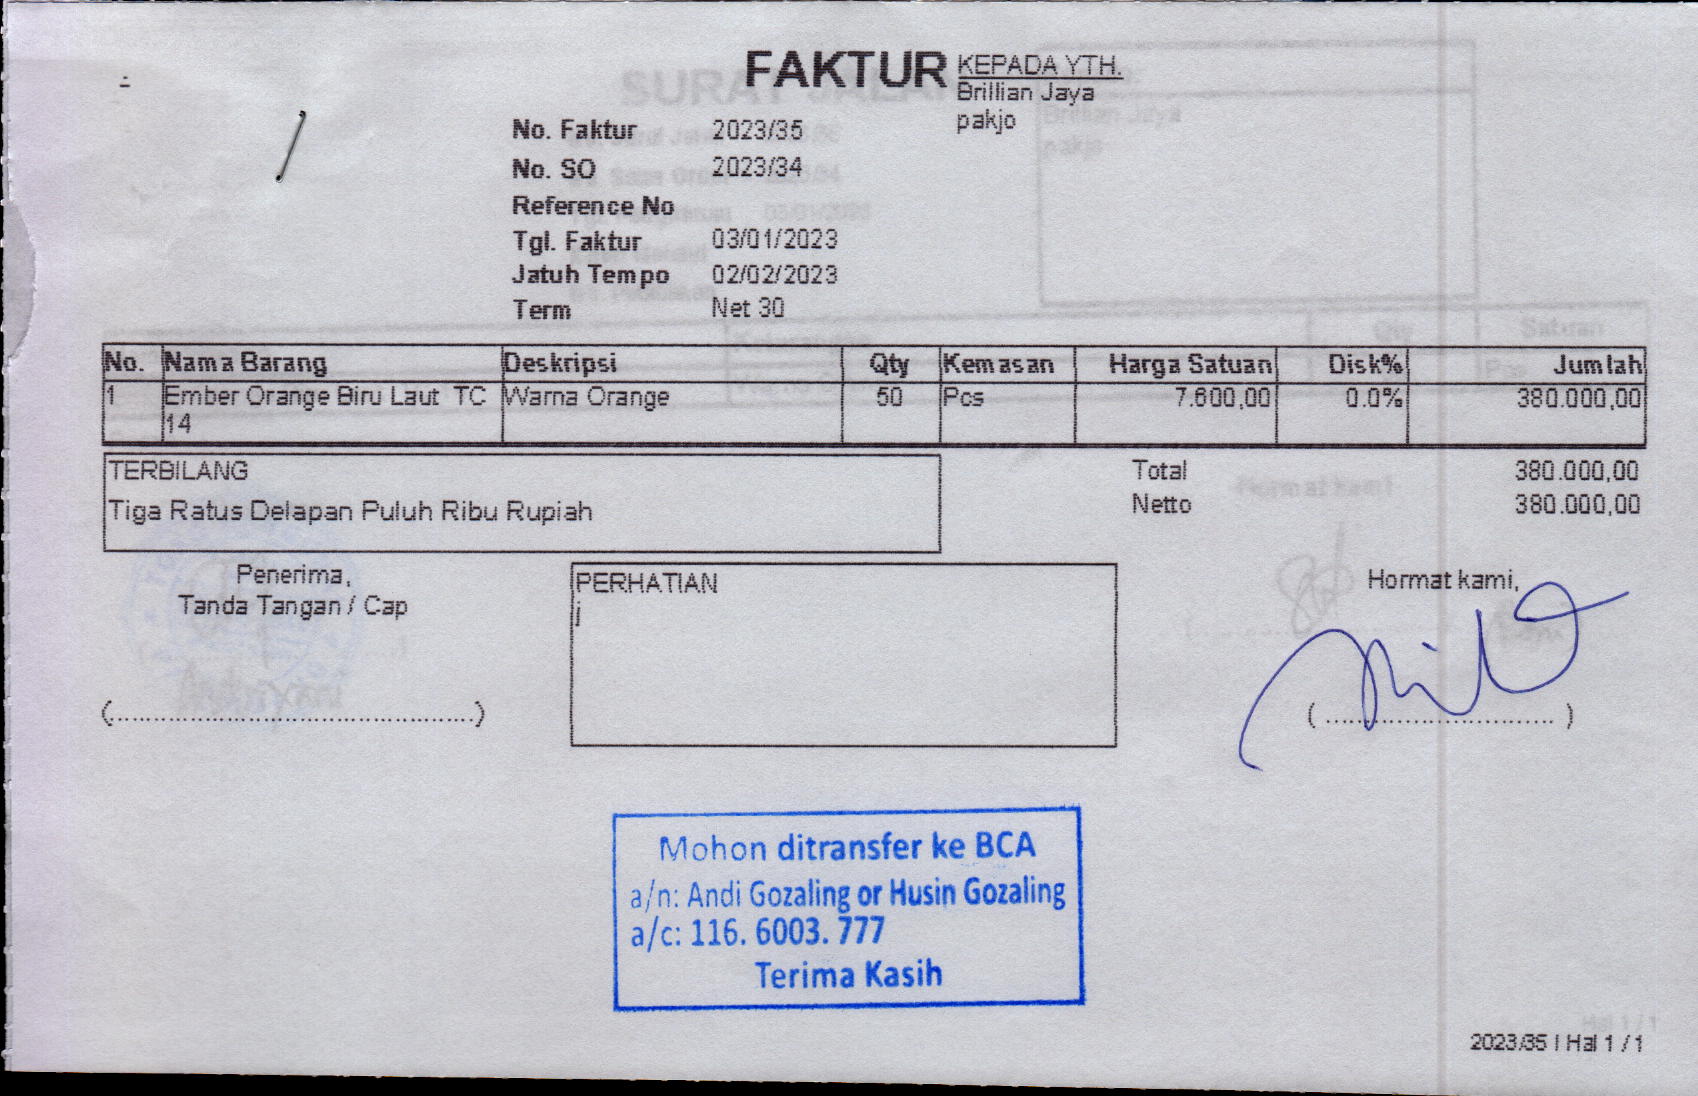 FAKTUR
KEPADA YTH.
Brillian Jaya
pakjo
No. Faktur 2023/35
No. SO 2023/34
Reference No
Tgl. Faktur 03/01/2023
Jatuh Tempo 02/02/2023
Term Net 30
No. Nama Barang Deskripsi Qty Kemasan Harga Satuan Disk% Jumlah
1 Ember Orange Biru Laut TC Warna Orange 50 Pcs 7.600,00 0.0% 380.000,00
14
TERBILANG
Tiga Ratus Delapan Puluh Ribu Rupiah
Total 380.000,00
Netto 380.000,00
Penerima,
Tanda Tangan / Cap
(.............................................)
PERHATIAN
j
Hormat kami,
( ............................ )
Mohon ditransfer ke BCA
a/n: Andi Gozaling or Husin Gozaling
a/c: 116. 6003. 777
Terima Kasih
2023/35 | Hal 1 / 1